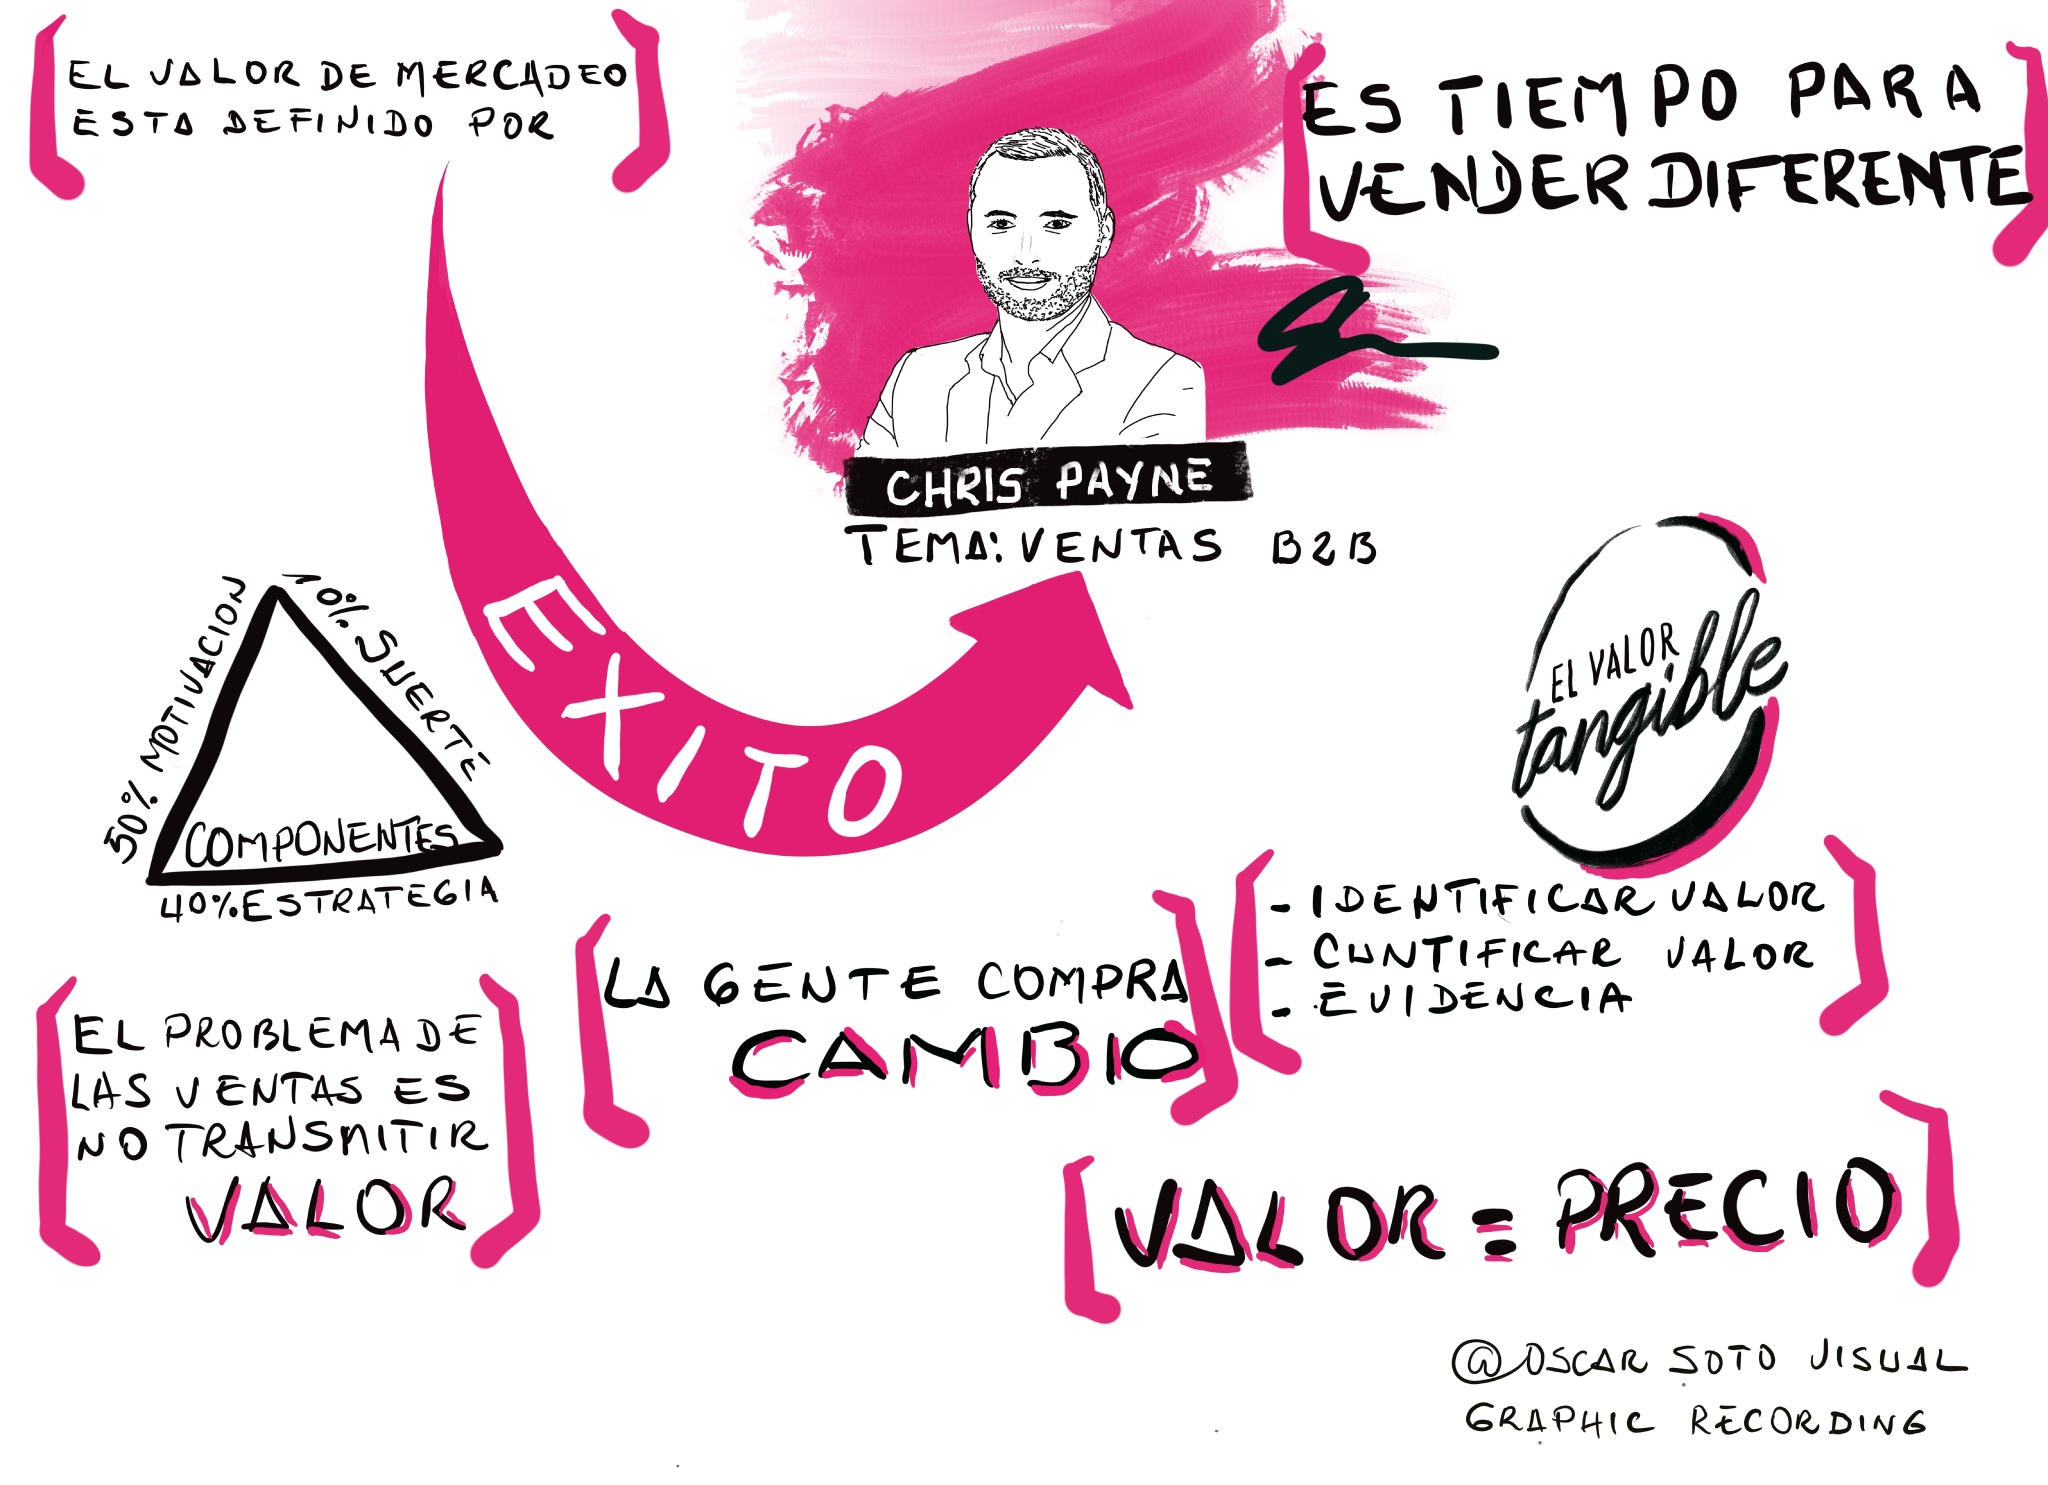 EL VALOR DE MERCADEO
ESTA DEFINIDO POR
ES TIEMPO PARA
VENDER DIFERENTE
CHRIS PAYNE
TEMA: VENTAS B2B
EXITO
50% MOTIVACION
10% SUERTE
COMPONENTES
40% ESTRATEGIA
EL VALOR
tangible
- IDENTIFICAR VALOR
- CUNTIFICAR VALOR
- EVIDENCIA
LA GENTE COMPRA
CAMBIO
EL PROBLEMA DE
LAS VENTAS ES
NO TRANSMITIR
VALOR
VALOR = PRECIO
@OSCAR SOTO VISUAL
GRAPHIC RECORDING